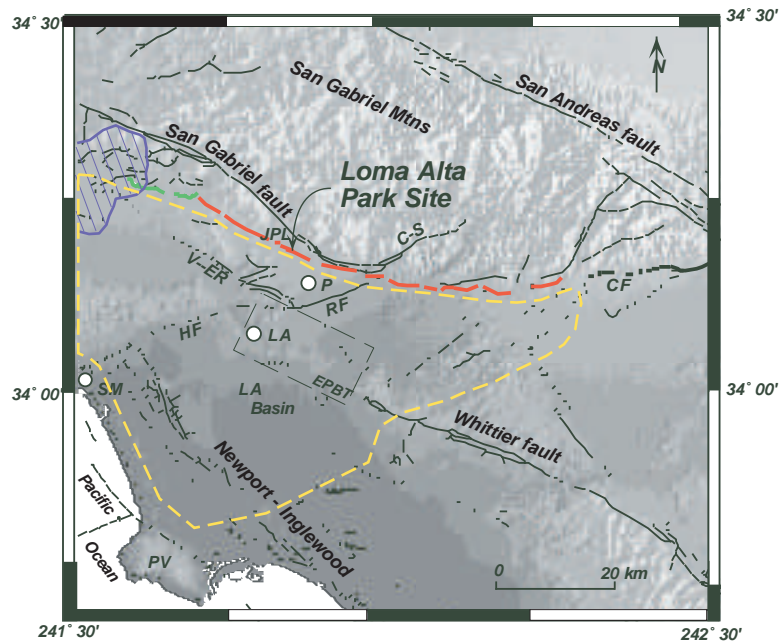 34° 30'
34° 30'
N
San Gabriel Mtns
San Andreas fault
San Gabriel fault
Loma Alta
Park Site
JPL
C-S
V-ER
P
RF
CF
HF
LA
EPBT
34° 00'
34° 00'
SM
LA
Basin
Whittier fault
Newport - Inglewood
Pacific
Ocean
PV
0
20 km
241° 30'
242° 30'